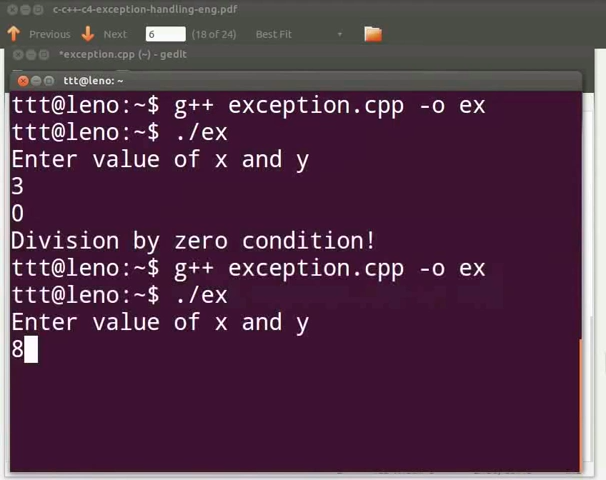 c-c++-c4-exception-handling-eng.pdf
Previous Next 6 (18 of 24) Best Fit
*exception.cpp (~) - gedit
ttt@leno: ~
ttt@leno:~$ g++ exception.cpp -o ex
ttt@leno:~$ ./ex
Enter value of x and y
3
0
Division by zero condition!
ttt@leno:~$ g++ exception.cpp -o ex
ttt@leno:~$ ./ex
Enter value of x and y
8